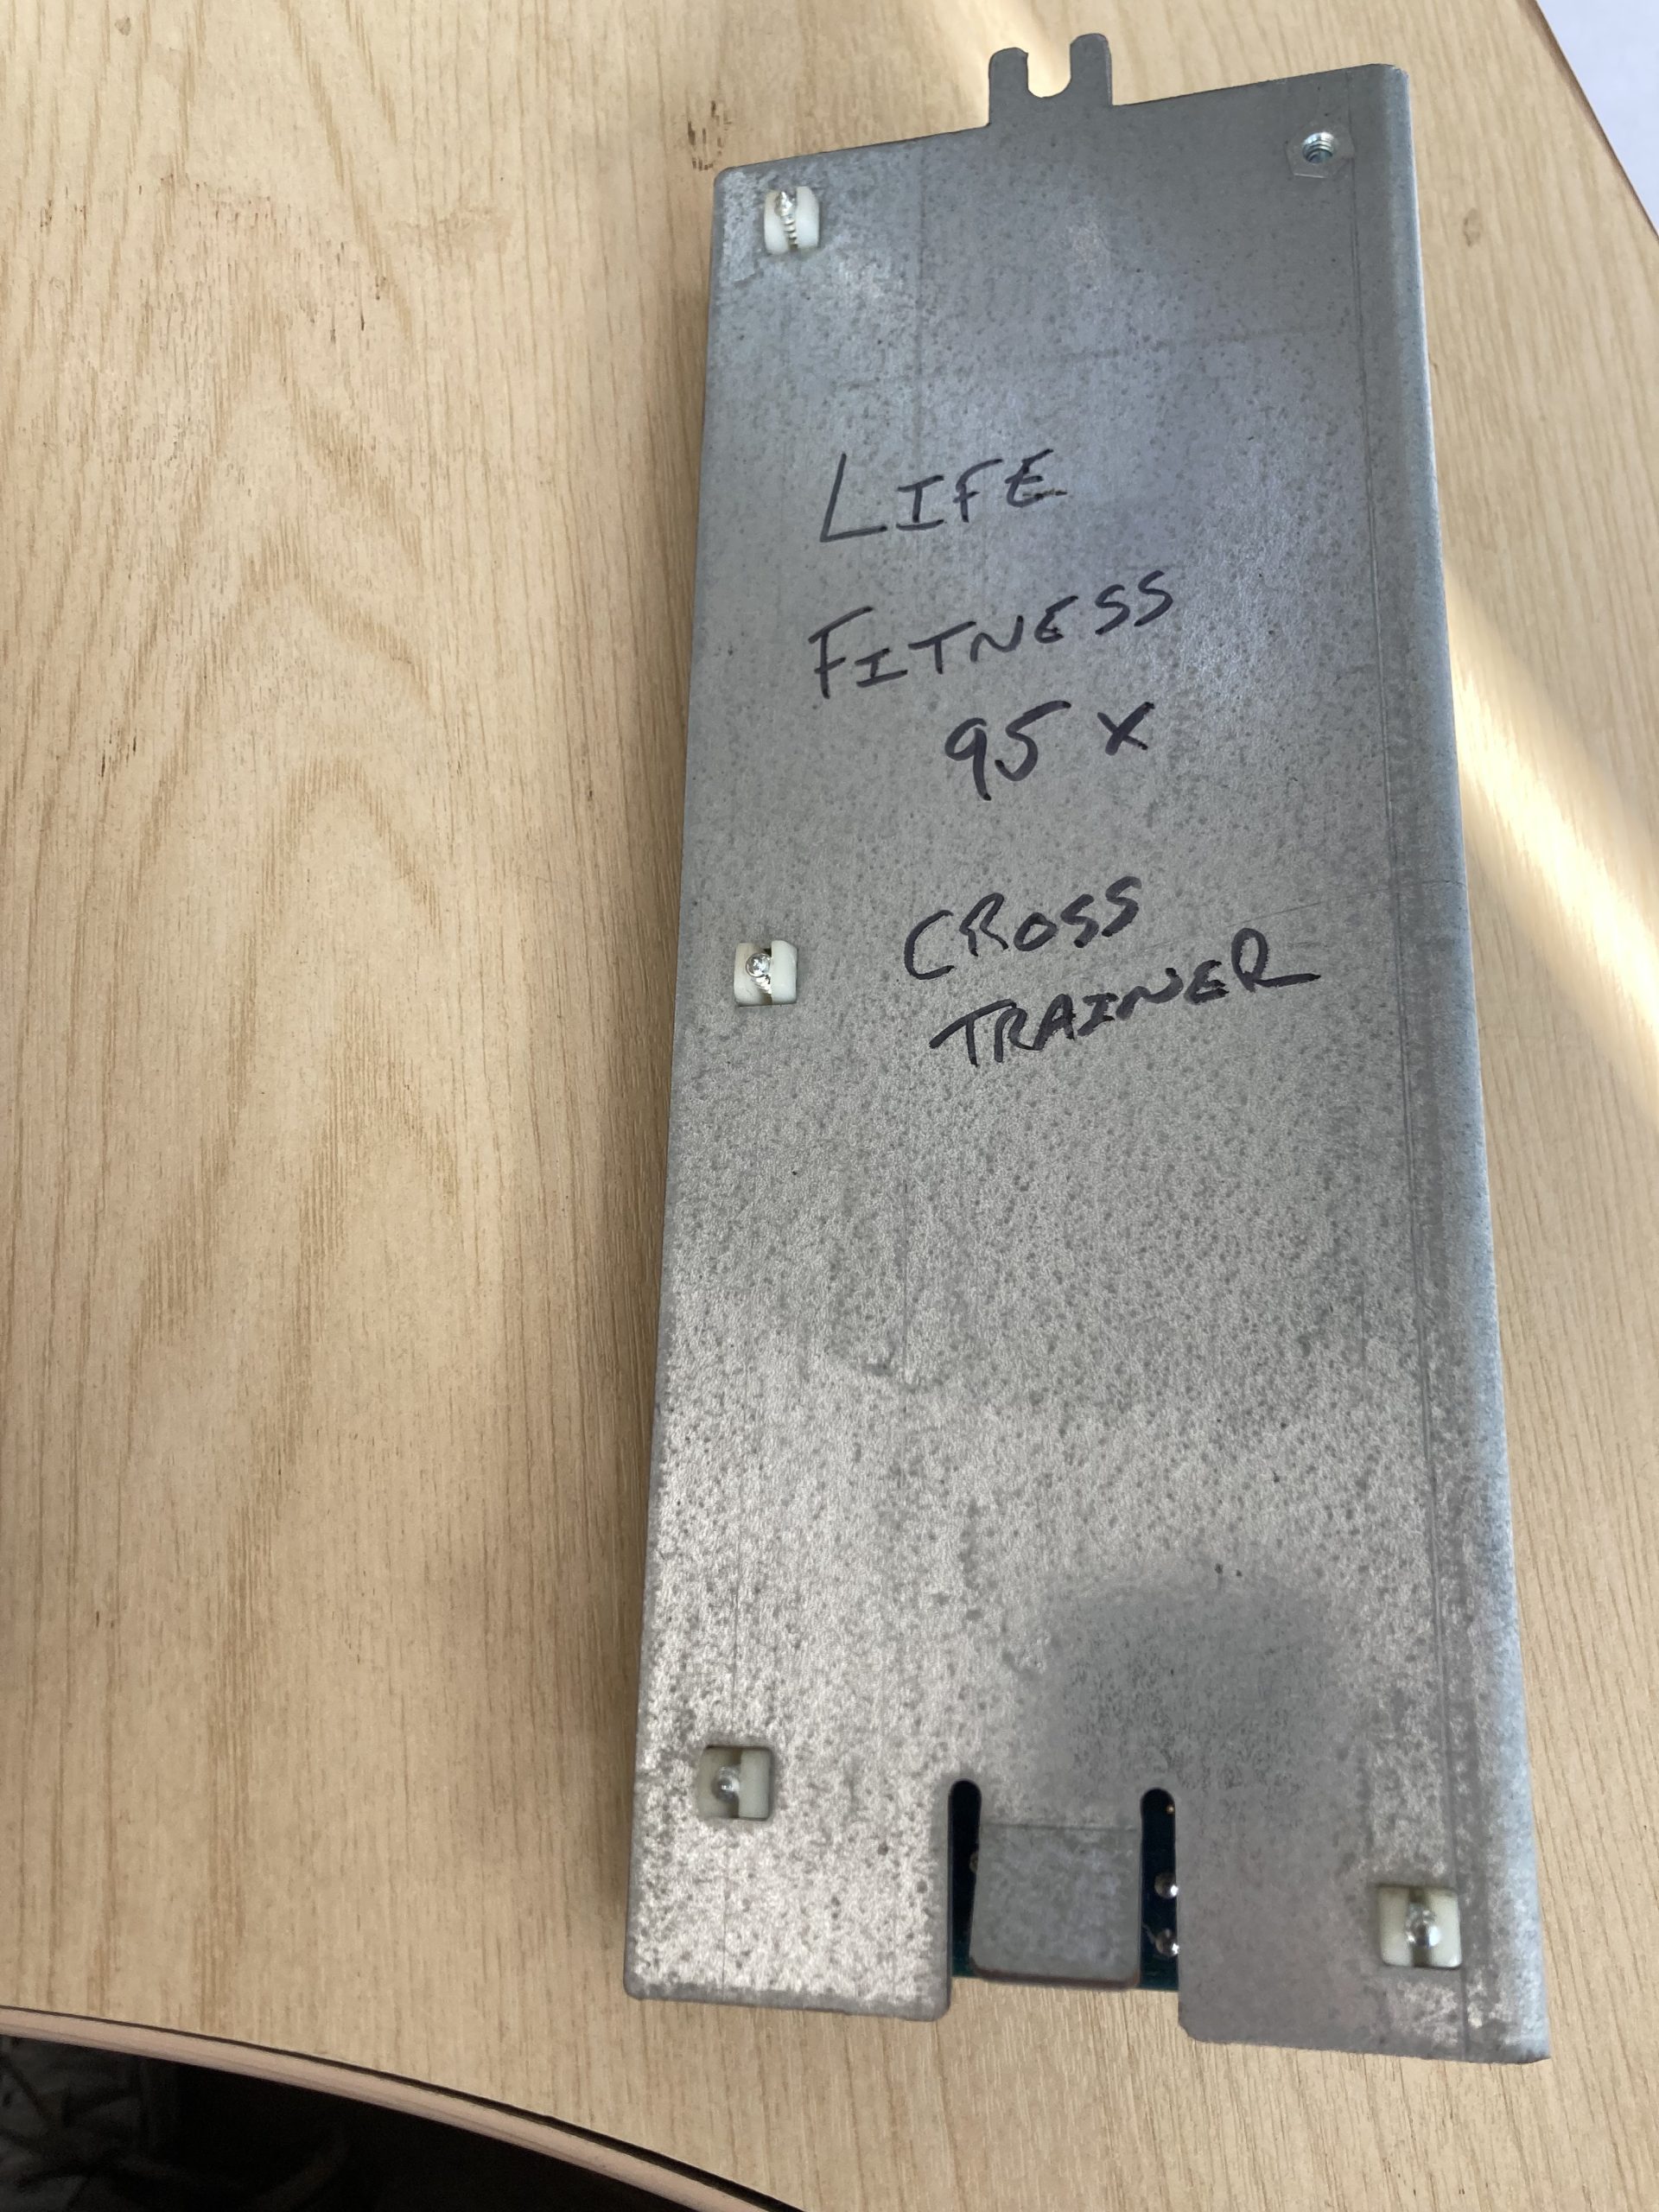 LIFE
FITNESS
95 X
CROSS
TRAINER